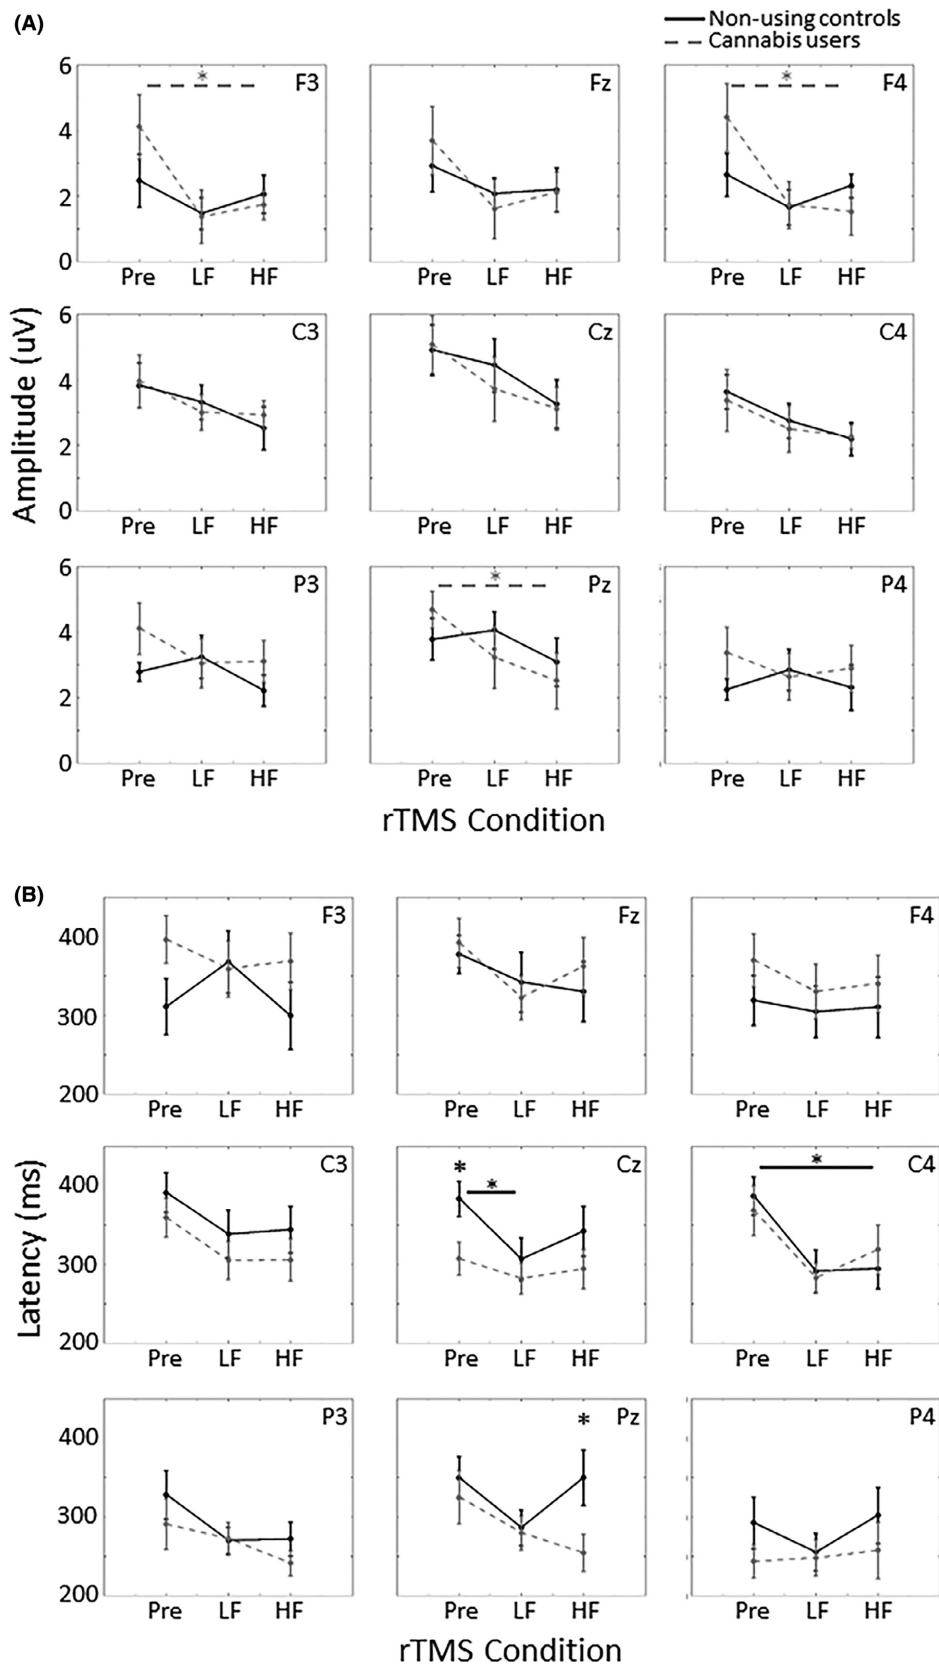 (A)
Non-using controls
Cannabis users
6
4
2
0
*
F3
Pre LF HF
Fz
Pre LF HF
*
F4
Pre LF HF
Amplitude (uV)
6
4
2
0
C3
Pre LF HF
Cz
Pre LF HF
C4
Pre LF HF
6
4
2
0
P3
Pre LF HF
*
Pz
Pre LF HF
P4
Pre LF HF
rTMS Condition
(B)
400
300
200
F3
Pre LF HF
Fz
Pre LF HF
F4
Pre LF HF
Latency (ms)
400
300
200
C3
Pre LF HF
*
*
Cz
Pre LF HF
*
C4
Pre LF HF
400
300
200
P3
Pre LF HF
*
Pz
Pre LF HF
P4
Pre LF HF
rTMS Condition